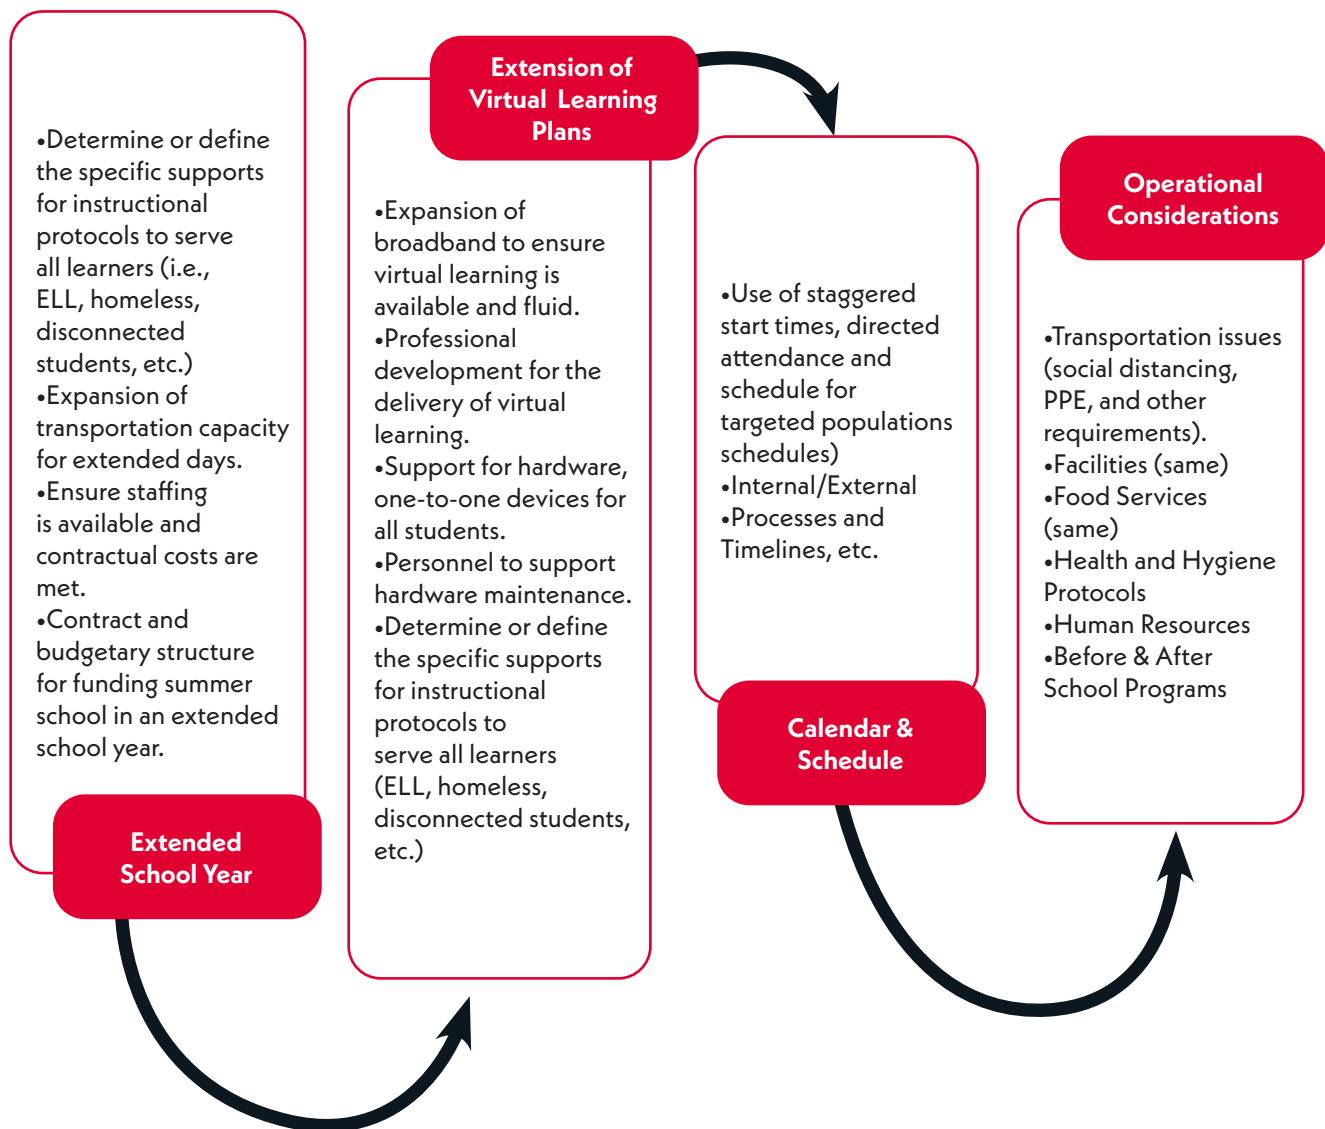 •Determine or define
the specific supports
for instructional
protocols to serve
all learners (i.e.,
ELL, homeless,
disconnected
students, etc.)
•Expansion of
transportation capacity
for extended days.
•Ensure staffing
is available and
contractual costs are
met.
•Contract and
budgetary structure
for funding summer
school in an extended
school year.
Extended
School Year
Extension of
Virtual Learning
Plans
•Expansion of
broadband to ensure
virtual learning is
available and fluid.
•Professional
development for the
delivery of virtual
learning.
•Support for hardware,
one-to-one devices for
all students.
•Personnel to support
hardware maintenance.
•Determine or define
the specific supports
for instructional
protocols to
serve all learners
(ELL, homeless,
disconnected students,
etc.)
•Use of staggered
start times, directed
attendance and
schedule for
targeted populations
schedules)
•Internal/External
•Processes and
Timelines, etc.
Calendar &
Schedule
Operational
Considerations
•Transportation issues
(social distancing,
PPE, and other
requirements).
•Facilities (same)
•Food Services
(same)
•Health and Hygiene
Protocols
•Human Resources
•Before & After
School Programs